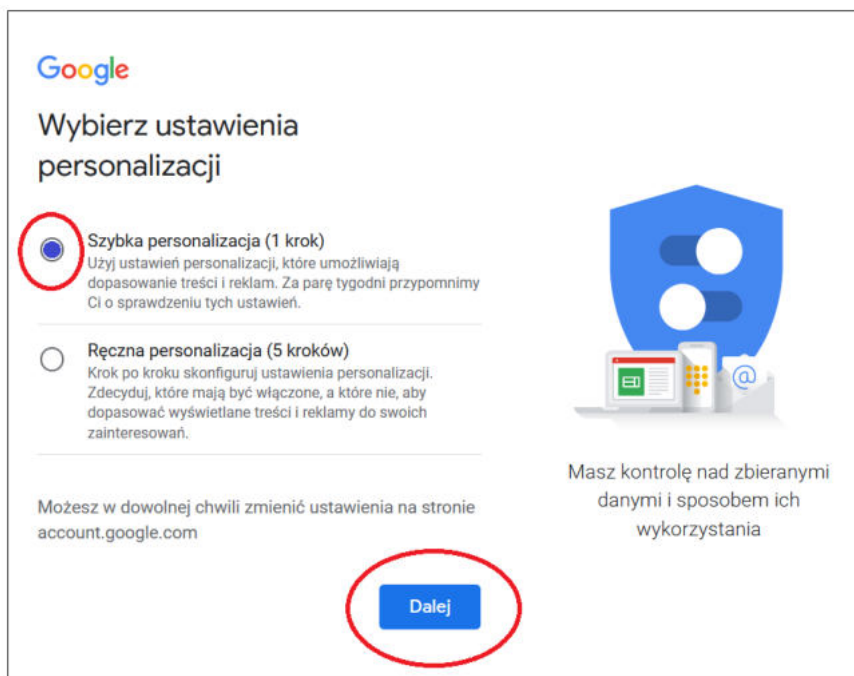 Google
Wybierz ustawienia
personalizacji
Szybka personalizacja (1 krok)
Użyj ustawień personalizacji, które umożliwiają
dopasowanie treści i reklam. Za parę tygodni przypomnimy
Ci o sprawdzeniu tych ustawień.
Ręczna personalizacja (5 kroków)
Krok po kroku skonfiguruj ustawienia personalizacji.
Zdecyduj, które mają być włączone, a które nie, aby
dopasować wyświetlane treści i reklamy do swoich
zainteresowań.
Możesz w dowolnej chwili zmienić ustawienia na stronie
account.google.com
@
Masz kontrolę nad zbieranymi
danymi i sposobem ich
wykorzystania
Dalej